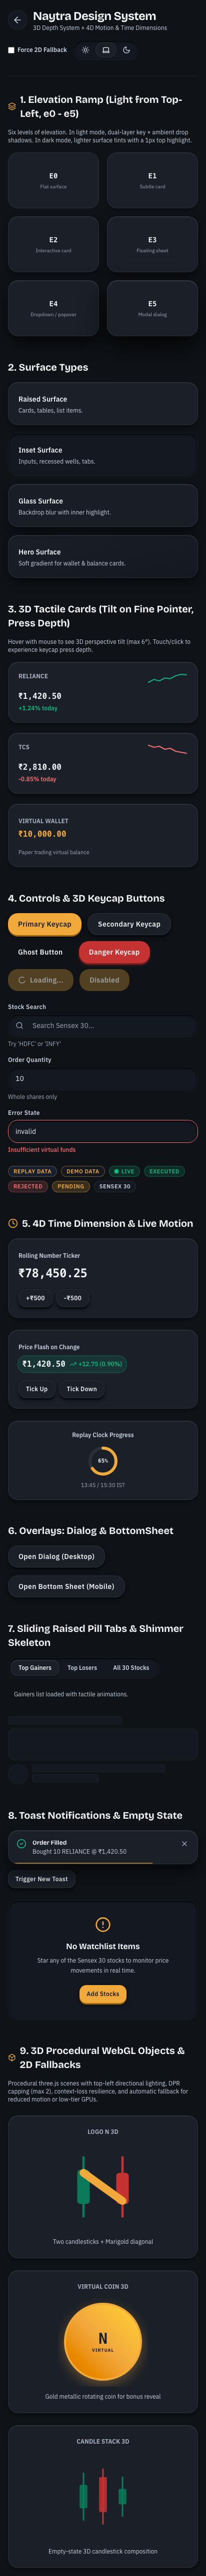 Naytra Design System
3D Depth System + 4D Motion & Time Dimensions
Force 2D Fallback
1. Elevation Ramp (Light from Top-
Left, e0 - e5)
Six levels of elevation. In light mode, dual-layer key + ambient drop
shadows. In dark mode, lighter surface tints with a 1px top highlight.
E0
Flat surface
E1
Subtle card
E2
Interactive card
E3
Floating sheet
E4
Dropdown / popover
E5
Modal dialog
2. Surface Types
Raised Surface
Cards, tables, list items.
Inset Surface
Inputs, recessed wells, tabs.
Glass Surface
Backdrop blur with inner highlight.
Hero Surface
Soft gradient for wallet & balance cards.
3. 3D Tactile Cards (Tilt on Fine Pointer,
Press Depth)
Hover with mouse to see 3D perspective tilt (max 6°). Touch/click to
experience keycap press depth.
RELIANCE
₹1,420.50
+1.24% today
TCS
₹2,810.00
-0.85% today
VIRTUAL WALLET
₹10,000.00
Paper trading virtual balance
4. Controls & 3D Keycap Buttons
Primary Keycap
Secondary Keycap
Ghost Button
Danger Keycap
Loading...
Disabled
Stock Search
Search Sensex 30...
Try 'HDFC' or 'INFY'
Order Quantity
10
Whole shares only
Error State
invalid
Insufficient virtual funds
REPLAY DATA
DEMO DATA
LIVE
EXECUTED
REJECTED
PENDING
SENSEX 30
5. 4D Time Dimension & Live Motion
Rolling Number Ticker
₹78,450.25
+₹500
-₹500
Price Flash on Change
₹1,420.50 +12.75 (0.90%)
Tick Up
Tick Down
Replay Clock Progress
65%
13:45 / 15:30 IST
6. Overlays: Dialog & BottomSheet
Open Dialog (Desktop)
Open Bottom Sheet (Mobile)
7. Sliding Raised Pill Tabs & Shimmer
Skeleton
Top Gainers
Top Losers
All 30 Stocks
Gainers list loaded with tactile animations.
8. Toast Notifications & Empty State
Order Filled
Bought 10 RELIANCE @ ₹1,420.50
Trigger New Toast
No Watchlist Items
Star any of the Sensex 30 stocks to monitor price
movements in real time.
Add Stocks
9. 3D Procedural WebGL Objects &
2D Fallbacks
Procedural three.js scenes with top-left directional lighting, DPR
capping (max 2), context-loss resilience, and automatic fallback for
reduced motion or low-tier GPUs.
LOGO N 3D
Two candlesticks + Marigold diagonal
VIRTUAL COIN 3D
N
VIRTUAL
Gold metallic rotating coin for bonus reveal
CANDLE STACK 3D
Empty-state 3D candlestick composition